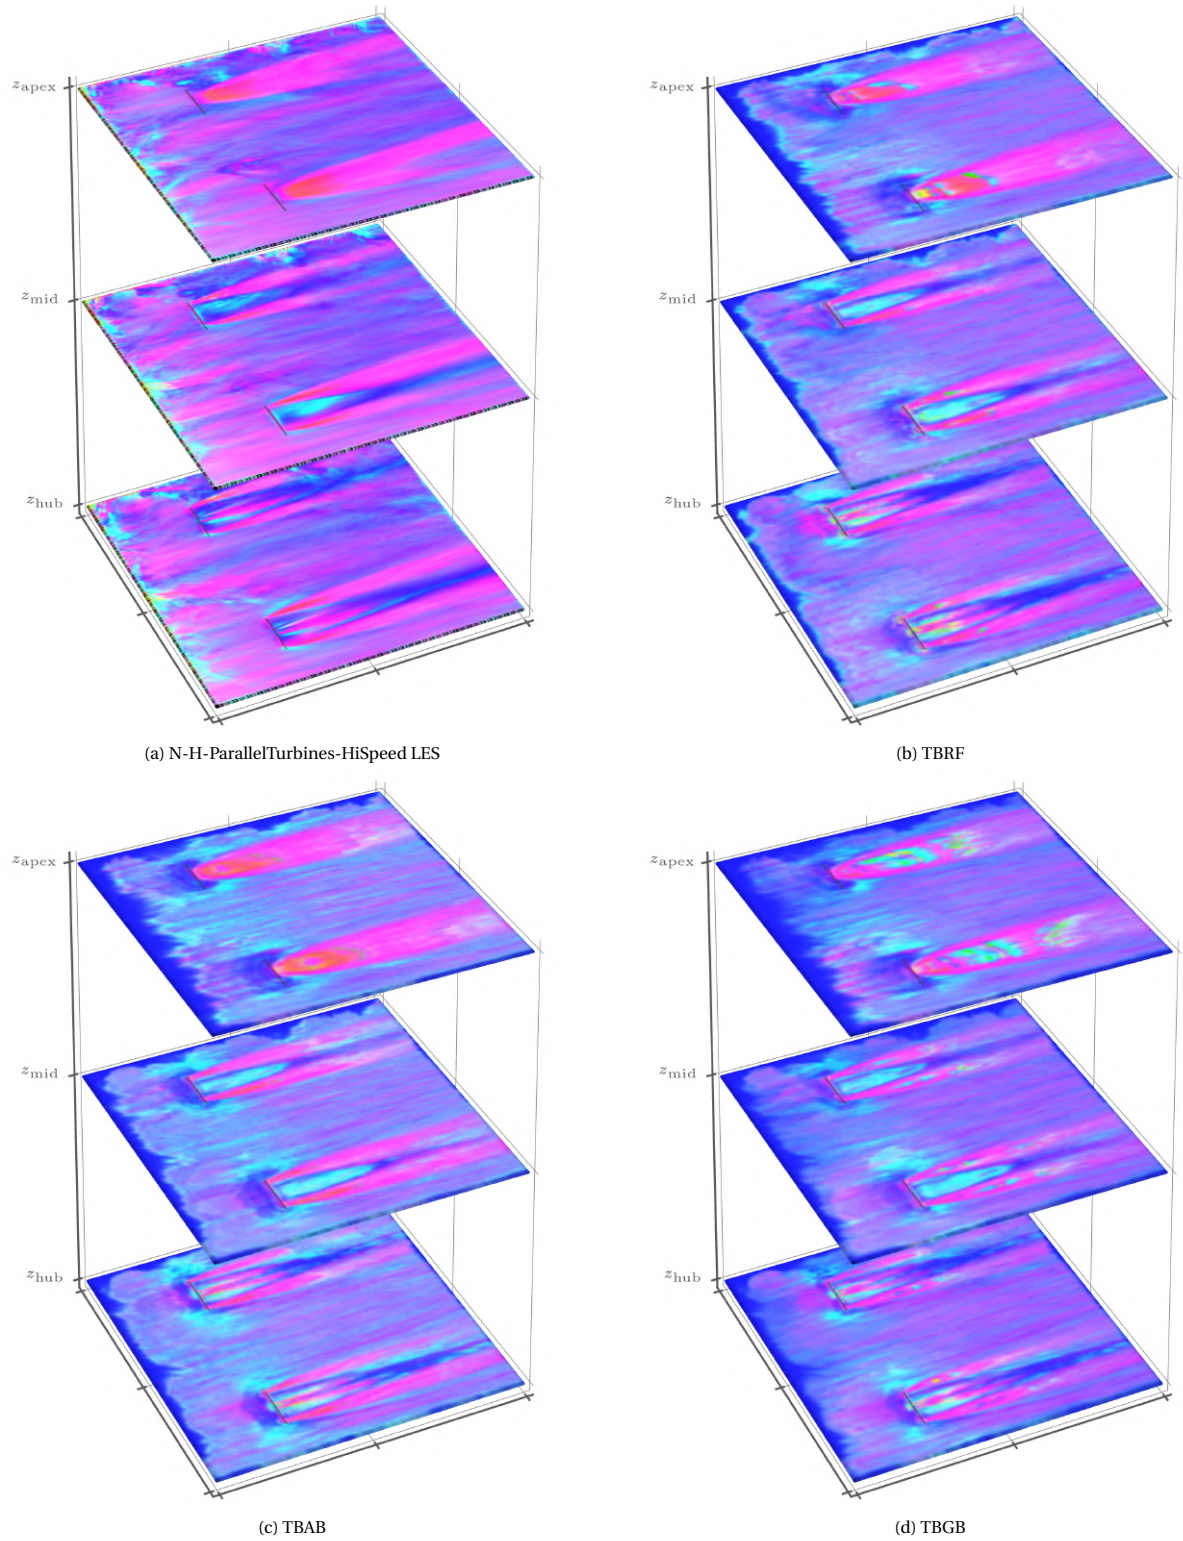 z_apex
z_apex
z_mid
z_mid
z_hub
z_hub
(a) N-H-ParallelTurbines-HiSpeed LES
(b) TBRF
z_apex
z_apex
z_mid
z_mid
z_hub
z_hub
(c) TBAB
(d) TBGB